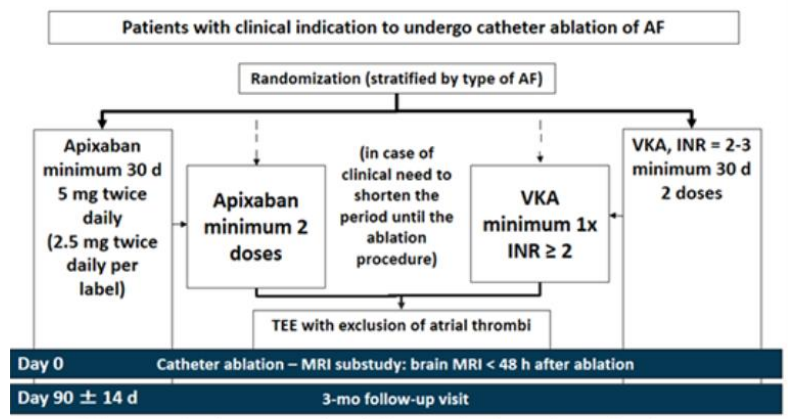 Patients with clinical indication to undergo catheter ablation of AF
Randomization (stratified by type of AF)
Apixaban
minimum 30 d
5 mg twice
daily
(2.5 mg twice
daily per
label)
Apixaban
minimum 2
doses
(in case of
clinical need to
shorten the
period until the
ablation
procedure)
VKA
minimum 1x
INR ≥ 2
VKA, INR = 2-3
minimum 30 d
2 doses
TEE with exclusion of atrial thrombi
Day 0 Catheter ablation – MRI substudy: brain MRI < 48 h after ablation
Day 90 ± 14 d 3-mo follow-up visit